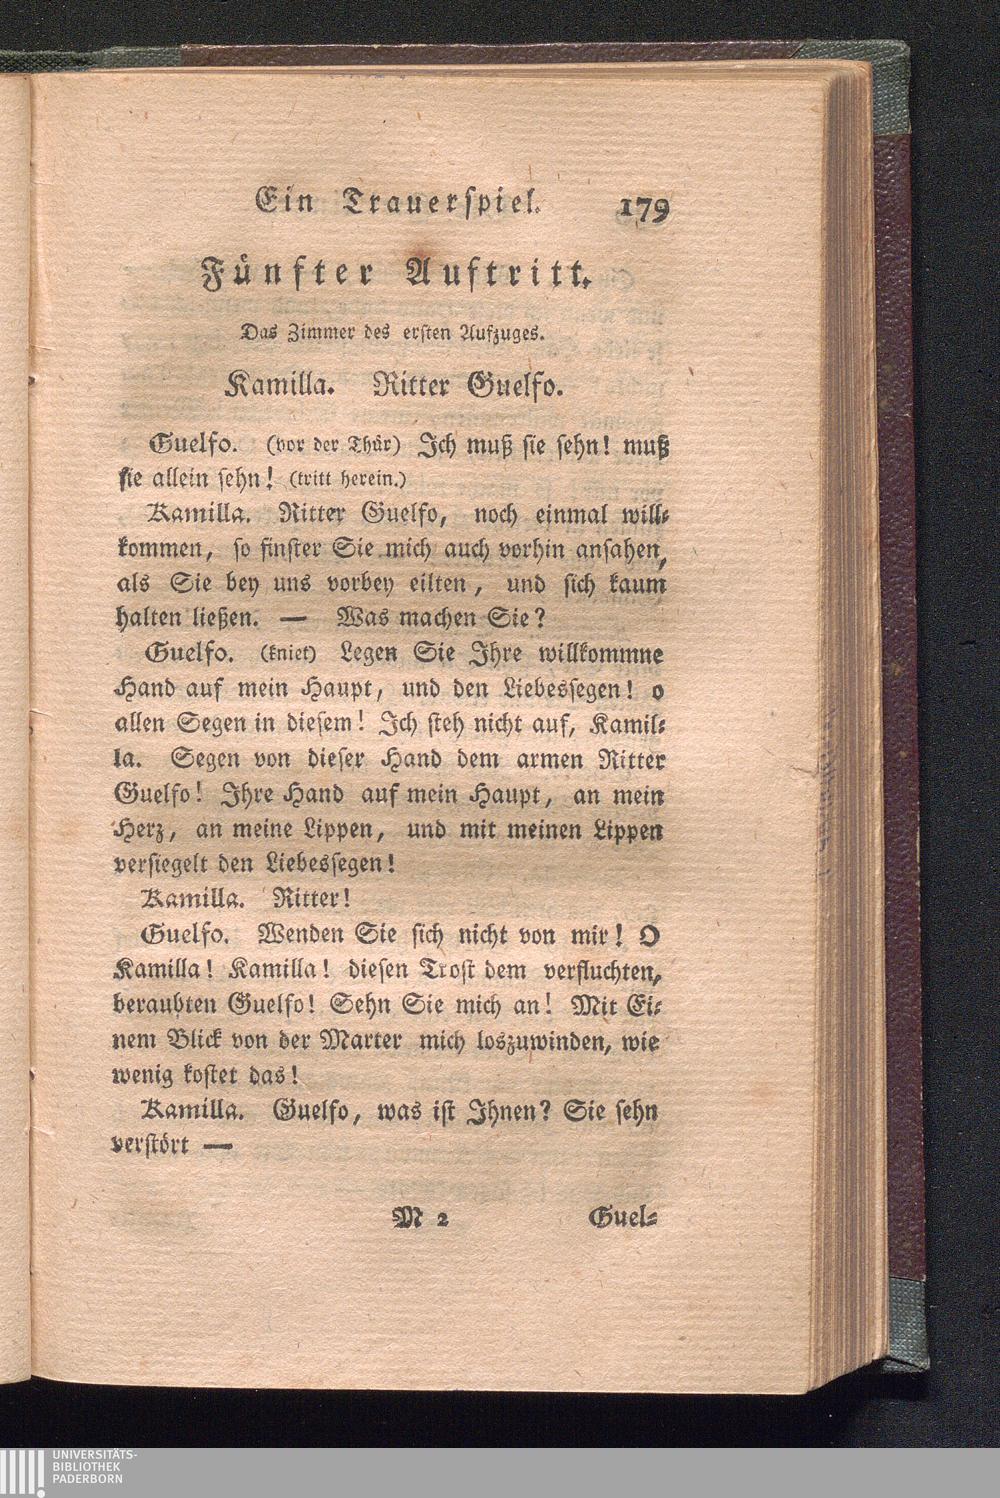 Ein Trauerſpiel. 179
Fünfter Auftritt.
Das Zimmer des erſten Aufzuges.
Kamilla. Ritter Guelfo.
Guelfo. (vor der Thür) Ich muß ſie ſehn! muß
ſie allein ſehn! (tritt herein.)
Kamilla. Ritter Guelfo, noch einmal will⸗
kommen, ſo finſter Sie mich auch vorhin anſahen,
als Sie bey uns vorbey eilten, und ſich kaum
halten ließen. — Was machen Sie?
Guelfo. (kniet) Legen Sie Ihre willkommne
Hand auf mein Haupt, und den Liebesſegen! o
allen Segen in dieſem! Ich ſteh nicht auf, Kamil⸗
la. Segen von dieſer Hand dem armen Ritter
Guelfo! Ihre Hand auf mein Haupt, an mein
Herz, an meine Lippen, und mit meinen Lippen
verſiegelt den Liebesſegen!
Kamilla. Ritter!
Guelfo. Wenden Sie ſich nicht von mir! O
Kamilla! Kamilla! dieſen Troſt dem verfluchten,
beraubten Guelfo! Sehn Sie mich an! Mit Ei⸗
nem Blick von der Marter mich loszuwinden, wie
wenig koſtet das!
Kamilla. Guelfo, was iſt Ihnen? Sie ſehn
verſtört —
M 2 Guel⸗
UNIVERSITÄTS-
BIBLIOTHEK
PADERBORN